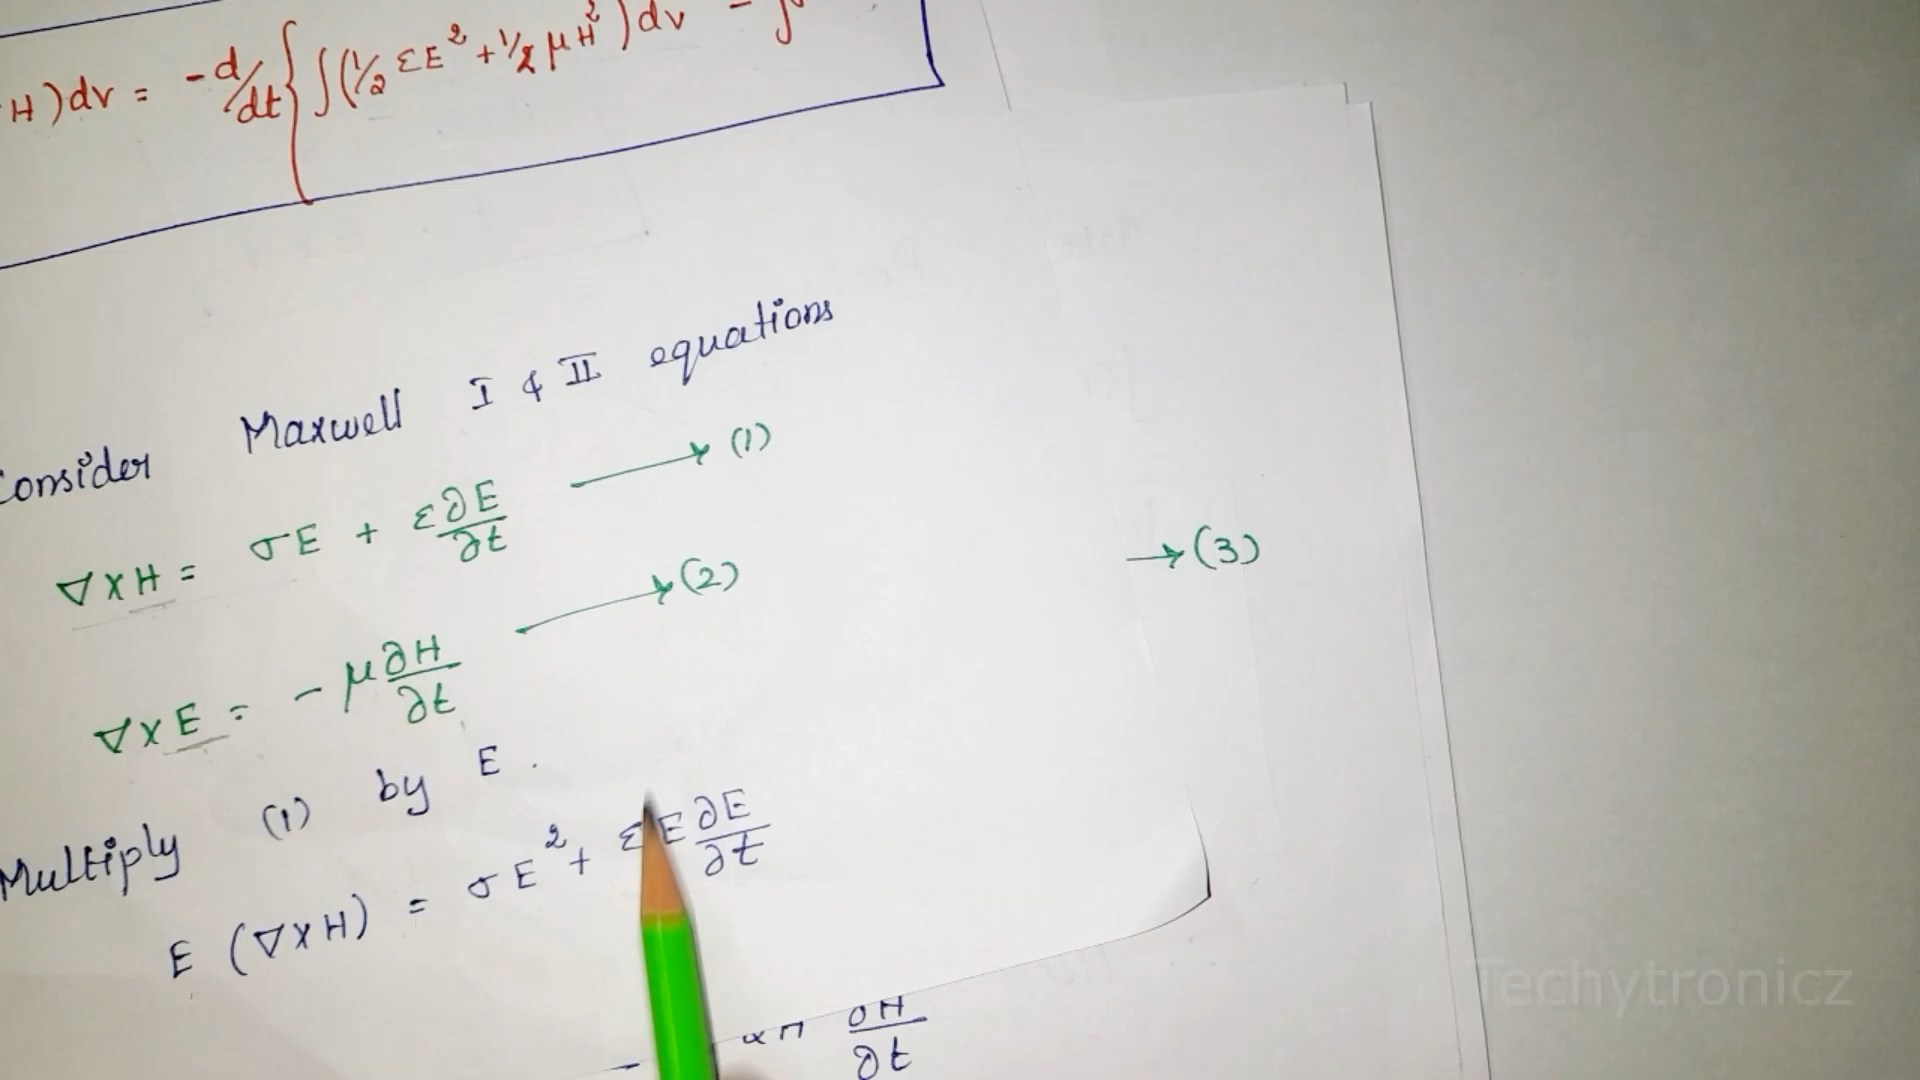 H)dv = -d/dt{∫(1/2 εE² + 1/2 μH²)dv - ∫
Consider Maxwell I & II equations
∇XH = σE + ε∂E/∂t → (1)
→ (3)
∇XE = -μ∂H/∂t → (2)
Multiply (1) by E.
E (∇XH) = σE² + εE ∂E/∂t
∂H/∂t
Techytronicz